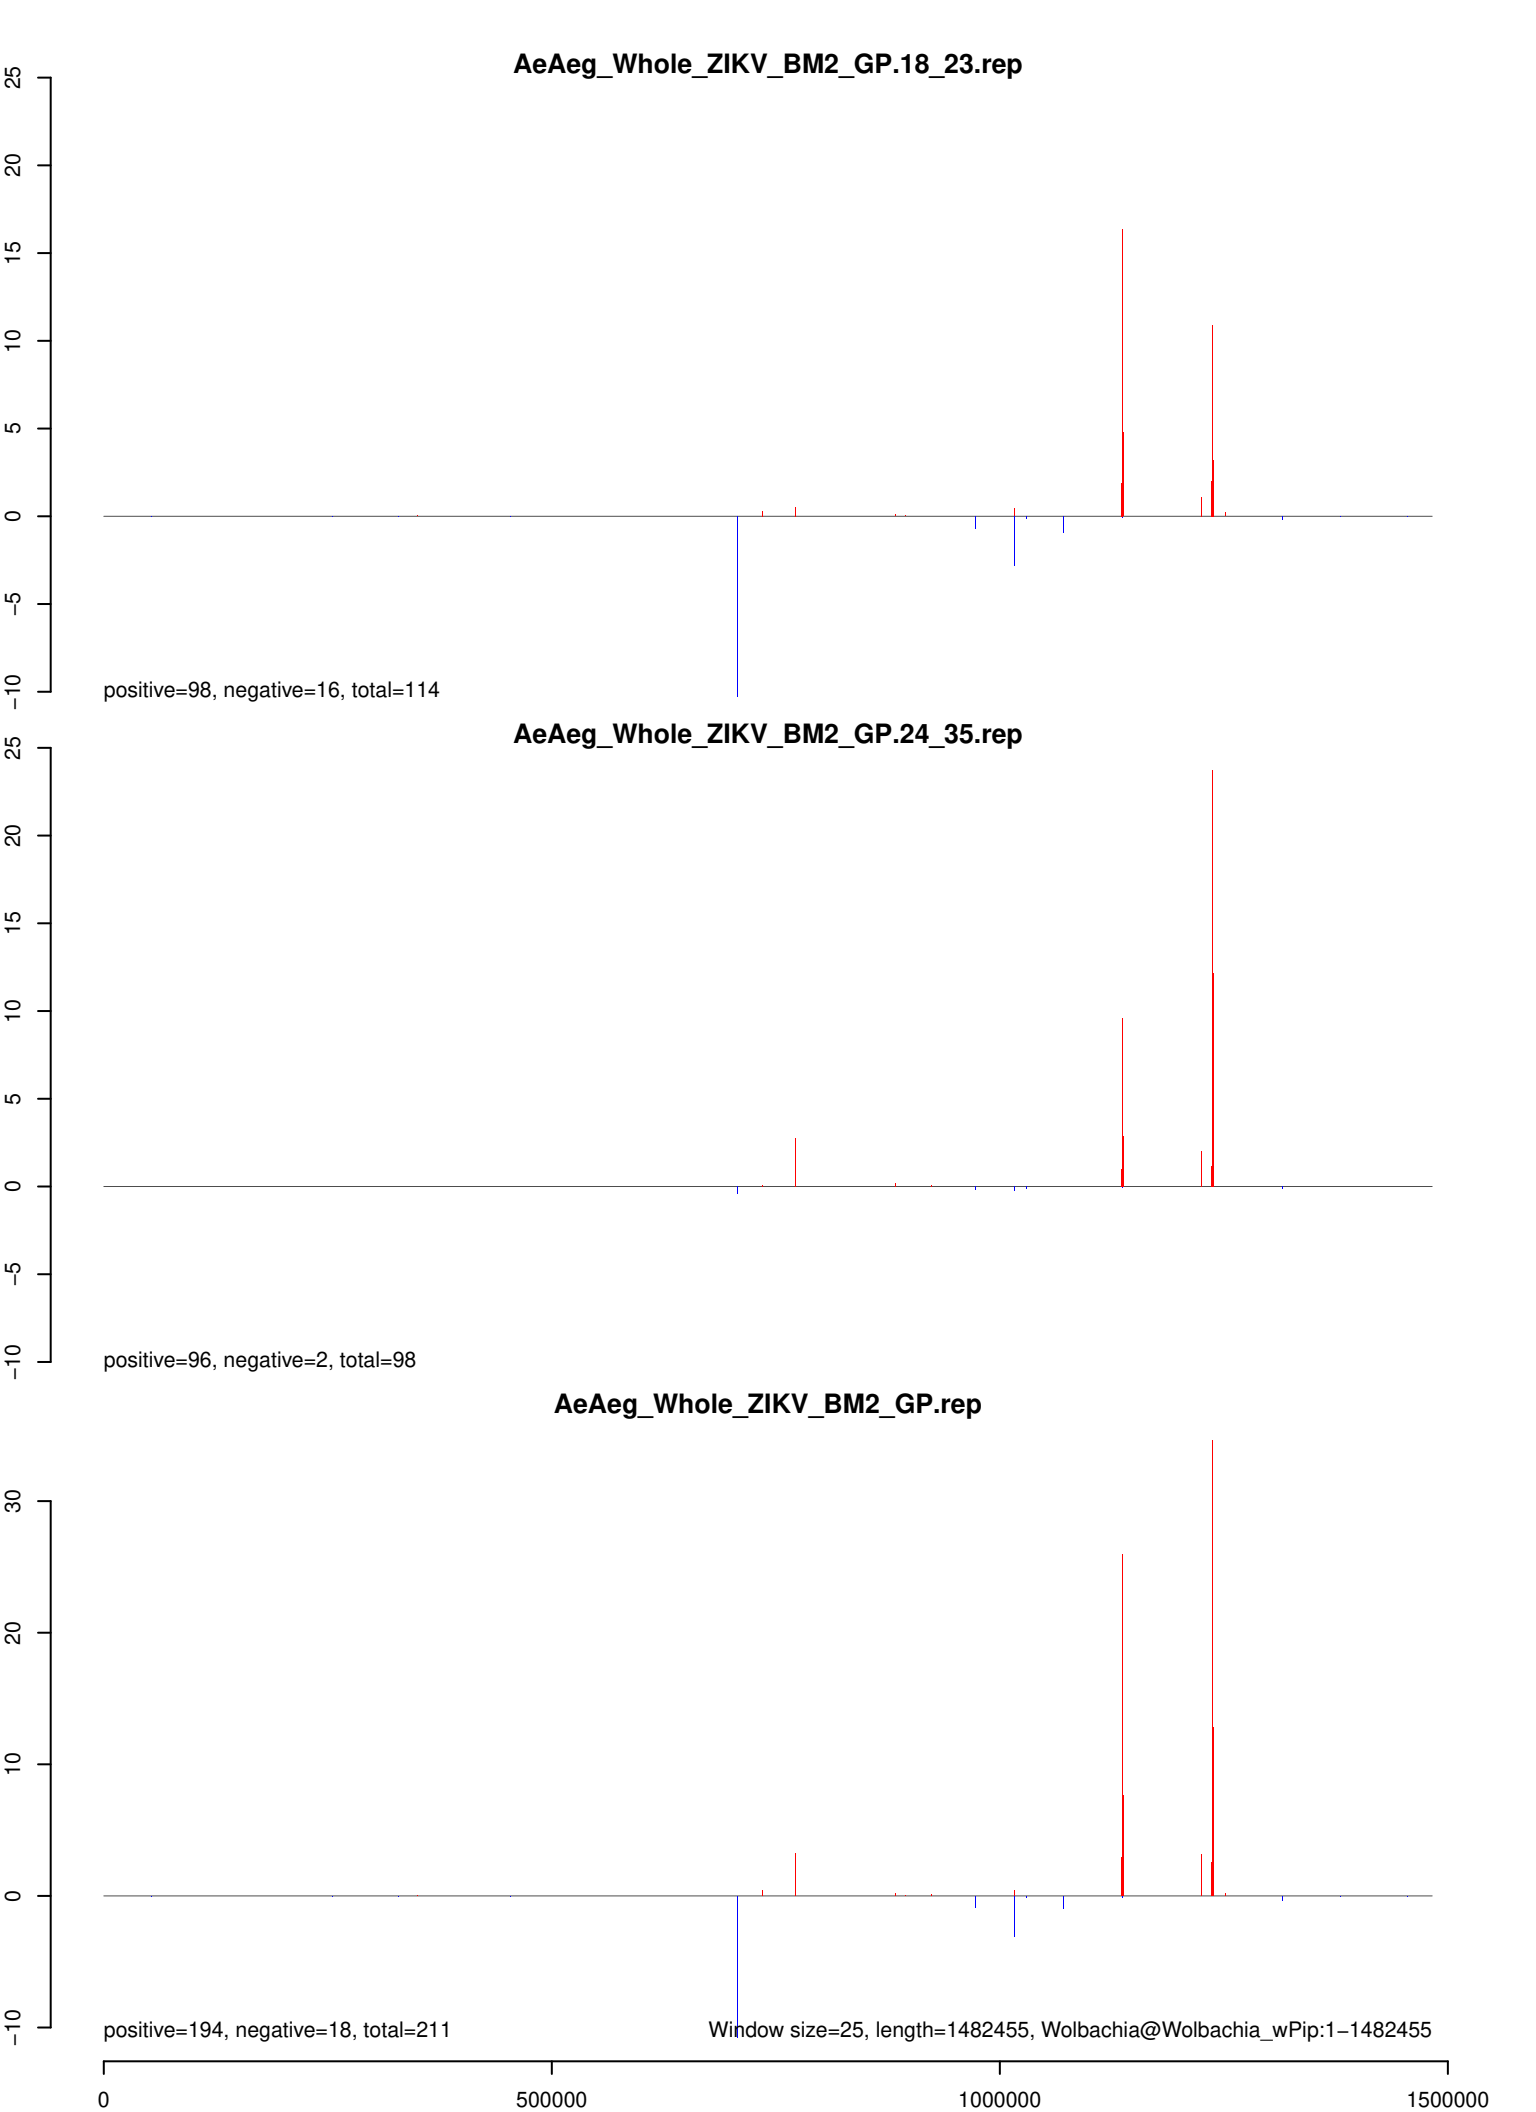 AeAeg_Whole_ZIKV_BM2_GP.18_23.rep
25
20
15
10
5
0
−5
−10
positive=98, negative=16, total=114
AeAeg_Whole_ZIKV_BM2_GP.24_35.rep
25
20
15
10
5
0
−5
−10
positive=96, negative=2, total=98
AeAeg_Whole_ZIKV_BM2_GP.rep
30
20
10
0
−10
positive=194, negative=18, total=211
Window size=25, length=1482455, Wolbachia@Wolbachia_wPip:1−1482455
0 500000 1000000 1500000